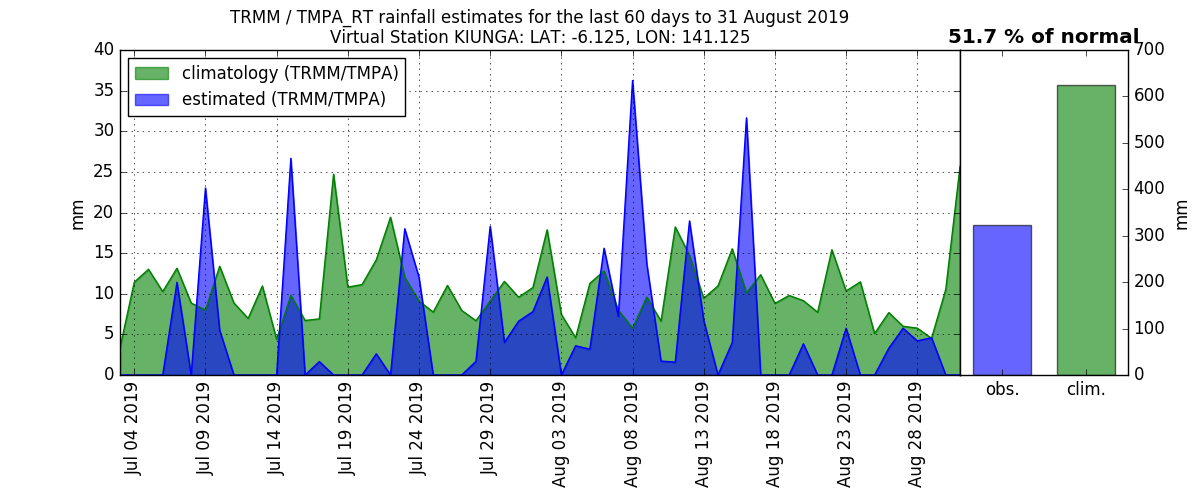 TRMM / TMPA_RT rainfall estimates for the last 60 days to 31 August 2019
Virtual Station KIUNGA: LAT: -6.125, LON: 141.125
51.7 % of normal
climatology (TRMM/TMPA)
estimated (TRMM/TMPA)
mm
40
35
30
25
20
15
10
5
0
Jul 04 2019
Jul 09 2019
Jul 14 2019
Jul 19 2019
Jul 24 2019
Jul 29 2019
Aug 03 2019
Aug 08 2019
Aug 13 2019
Aug 18 2019
Aug 23 2019
Aug 28 2019
obs.
clim.
700
600
500
400
300
200
100
0
mm